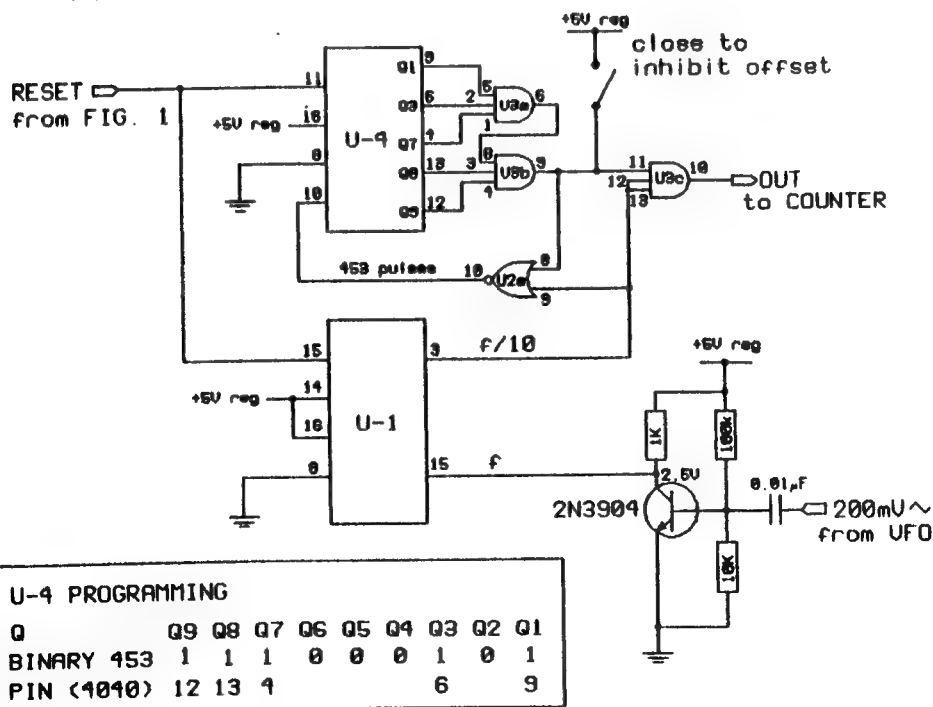 +5V reg
close to
inhibit offset
RESET
from FIG. 1
11
+5V reg
16
8
10
U-4
Q1
9
Q3
6
Q7
4
Q8
13
Q9
12
5
2
1
U3a
6
8
3
4
U3b
9
11
12
13
U3c
10
OUT
to COUNTER
453 pulses
10
U2a
8
9
15
3
f/10
+5V reg
14
16
8
U-1
15
f
+5V reg
1K
100k
2.5V
0.01µF
2N3904
200mV~
from VFO
10K
U-4 PROGRAMMING
Q Q9 Q8 Q7 Q6 Q5 Q4 Q3 Q2 Q1
BINARY 453 1 1 1 0 0 0 1 0 1
PIN (4040) 12 13 4 6 9